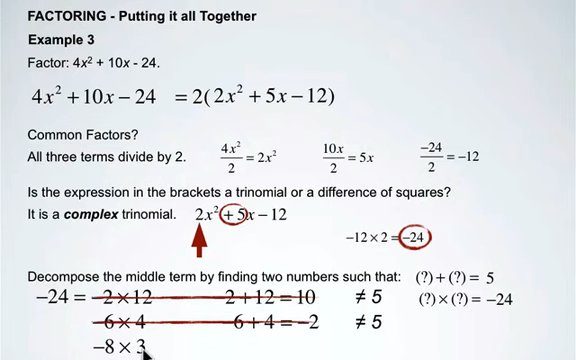 FACTORING - Putting it all Together
Example 3
Factor: 4x² + 10x - 24.
4x² + 10x − 24 = 2(2x² + 5x − 12)
Common Factors?
All three terms divide by 2. 4x²/2 = 2x² 10x/2 = 5x −24/2 = −12
Is the expression in the brackets a trinomial or a difference of squares?
It is a complex trinomial. 2x² + 5x − 12
−12 × 2 = −24
Decompose the middle term by finding two numbers such that: (?) + (?) = 5
−24 = −2 × 12 2 + 12 = 10 ≠ 5 (?) × (?) = −24
−6 × 4 6 + 4 = −2 ≠ 5
−8 × 3